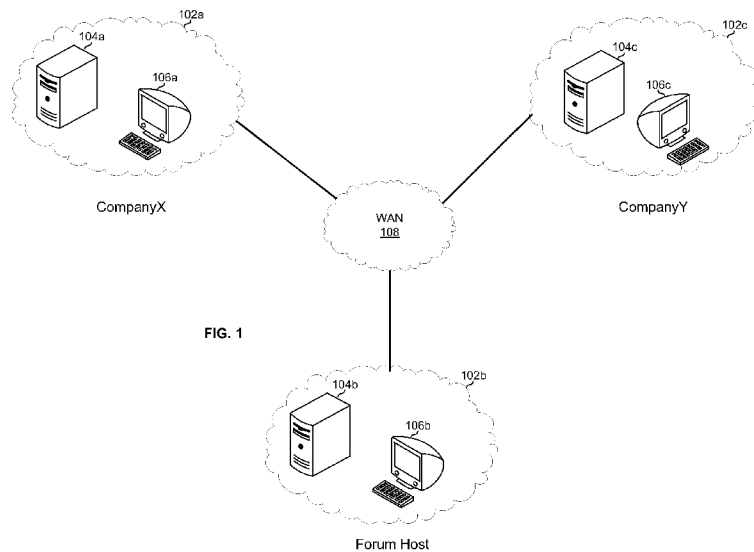 102a
104a
106a
CompanyX
102c
104c
106c
CompanyY
WAN
108
FIG. 1
102b
104b
106b
Forum Host